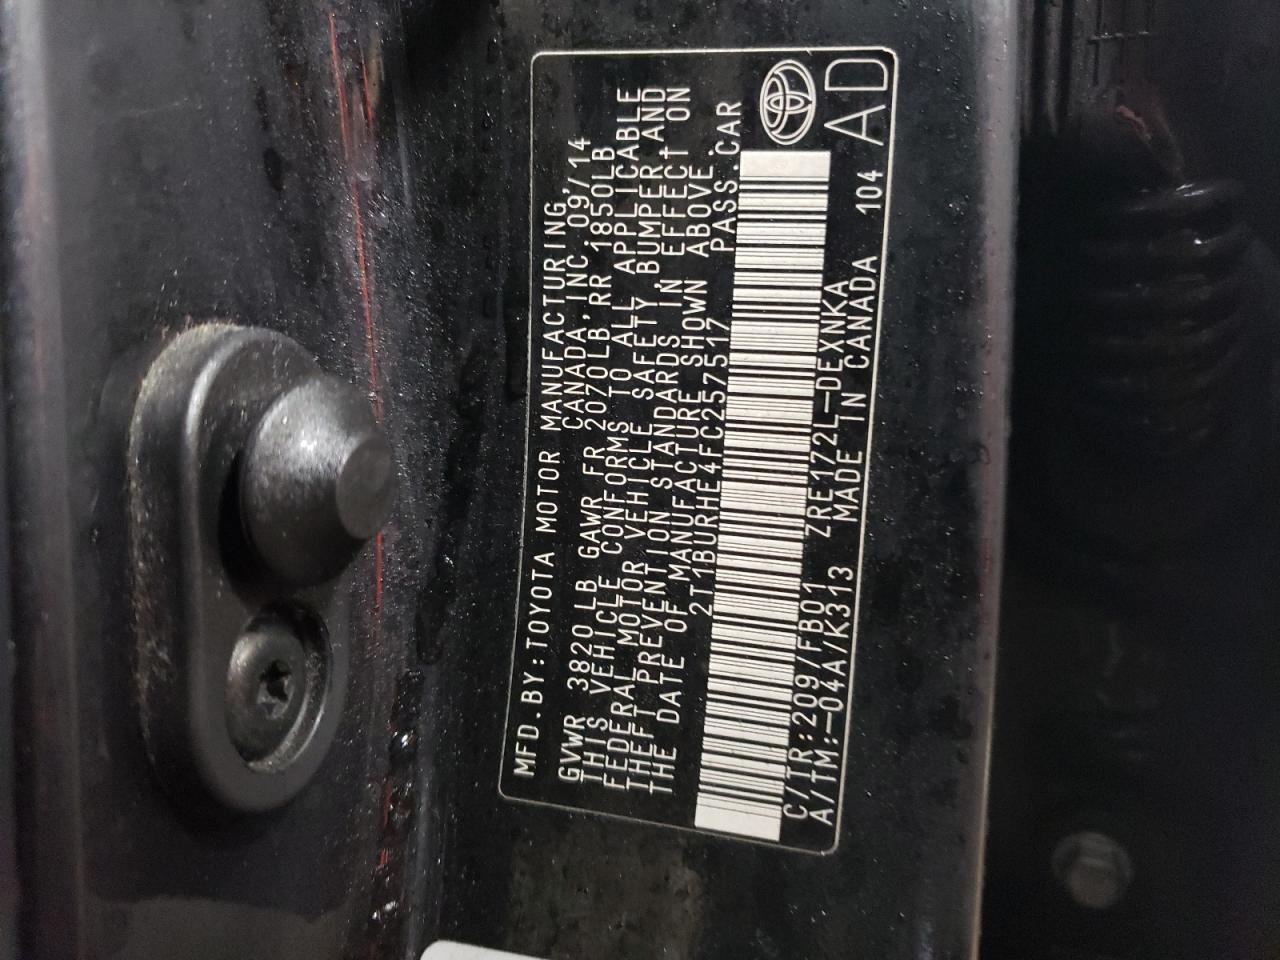 MFD.BY:TOYOTA MOTOR MANUFACTURING,
CANADA,INC.09/14
GVWR 3820LB GAWR FR 2070LB,RR 1850LB
THIS VEHICLE CONFORMS TO ALL APPLICABLE
FEDERAL MOTOR VEHICLE SAFETY, BUMPER,AND
THEFT PREVENTION STANDARDS IN EFFECT ON
THE DATE OF MANUFACTURE SHOWN ABOVE.
2T1BURHE4FC257517 PASS.CAR
C/TR:209/FB01 ZRE172L-DEXNKA
A/TM:-04A/K313 MADE IN CANADA 104
AD